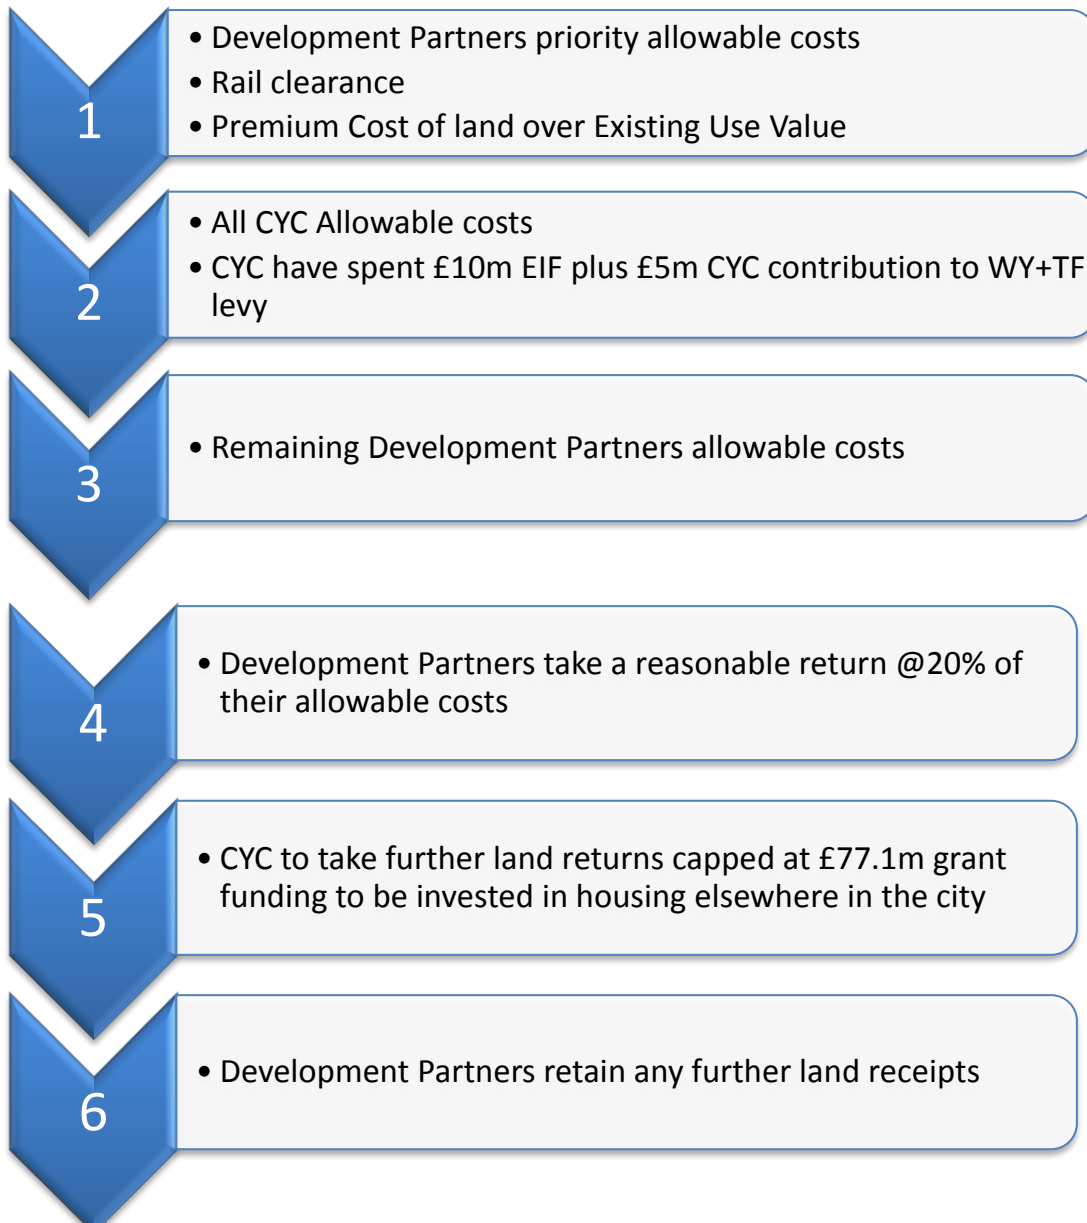 1
• Development Partners priority allowable costs
• Rail clearance
• Premium Cost of land over Existing Use Value
2
• All CYC Allowable costs
• CYC have spent £10m EIF plus £5m CYC contribution to WY+TF
levy
3
• Remaining Development Partners allowable costs
4
• Development Partners take a reasonable return @20% of
their allowable costs
5
• CYC to take further land returns capped at £77.1m grant
funding to be invested in housing elsewhere in the city
6
• Development Partners retain any further land receipts